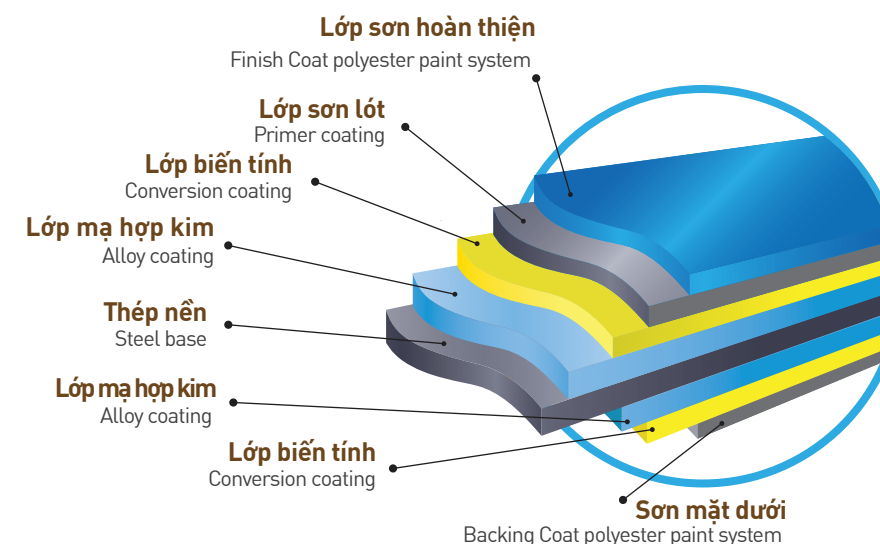 Lớp sơn hoàn thiện
Finish Coat polyester paint system
Lớp sơn lót
Primer coating
Lớp biến tính
Conversion coating
Lớp mạ hợp kim
Alloy coating
Thép nền
Steel base
Lớp mạ hợp kim
Alloy coating
Lớp biến tính
Conversion coating
Sơn mặt dưới
Backing Coat polyester paint system